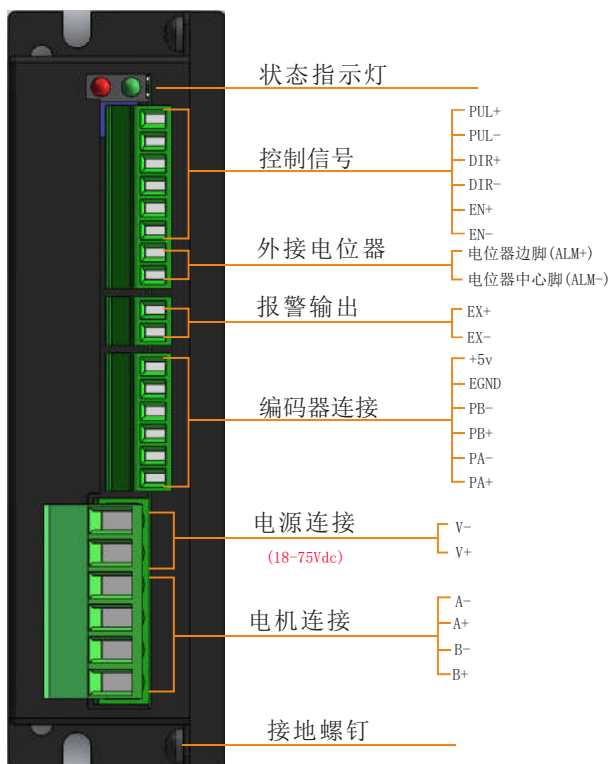 状态指示灯
控制信号
PUL+
PUL-
DIR+
DIR-
EN+
EN-
外接电位器
电位器边脚(ALM+)
电位器中心脚(ALM-)
报警输出
EX+
EX-
编码器连接
+5v
EGND
PB-
PB+
PA-
PA+
电源连接
(18-75Vdc)
V-
V+
电机连接
A-
A+
B-
B+
接地螺钉